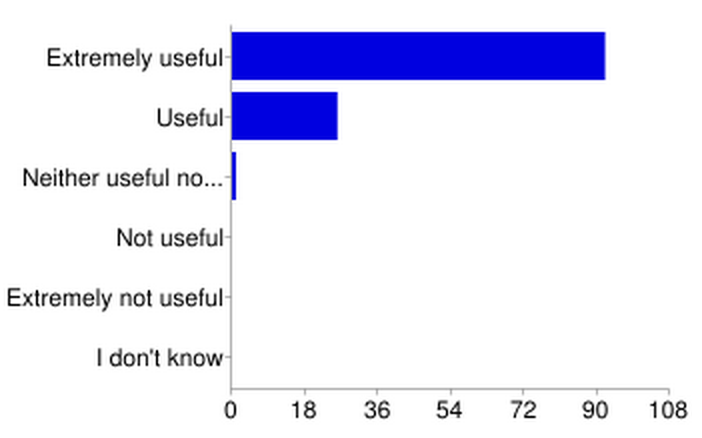 Extremely useful
Useful
Neither useful no...
Not useful
Extremely not useful
I don't know
0 18 36 54 72 90 108